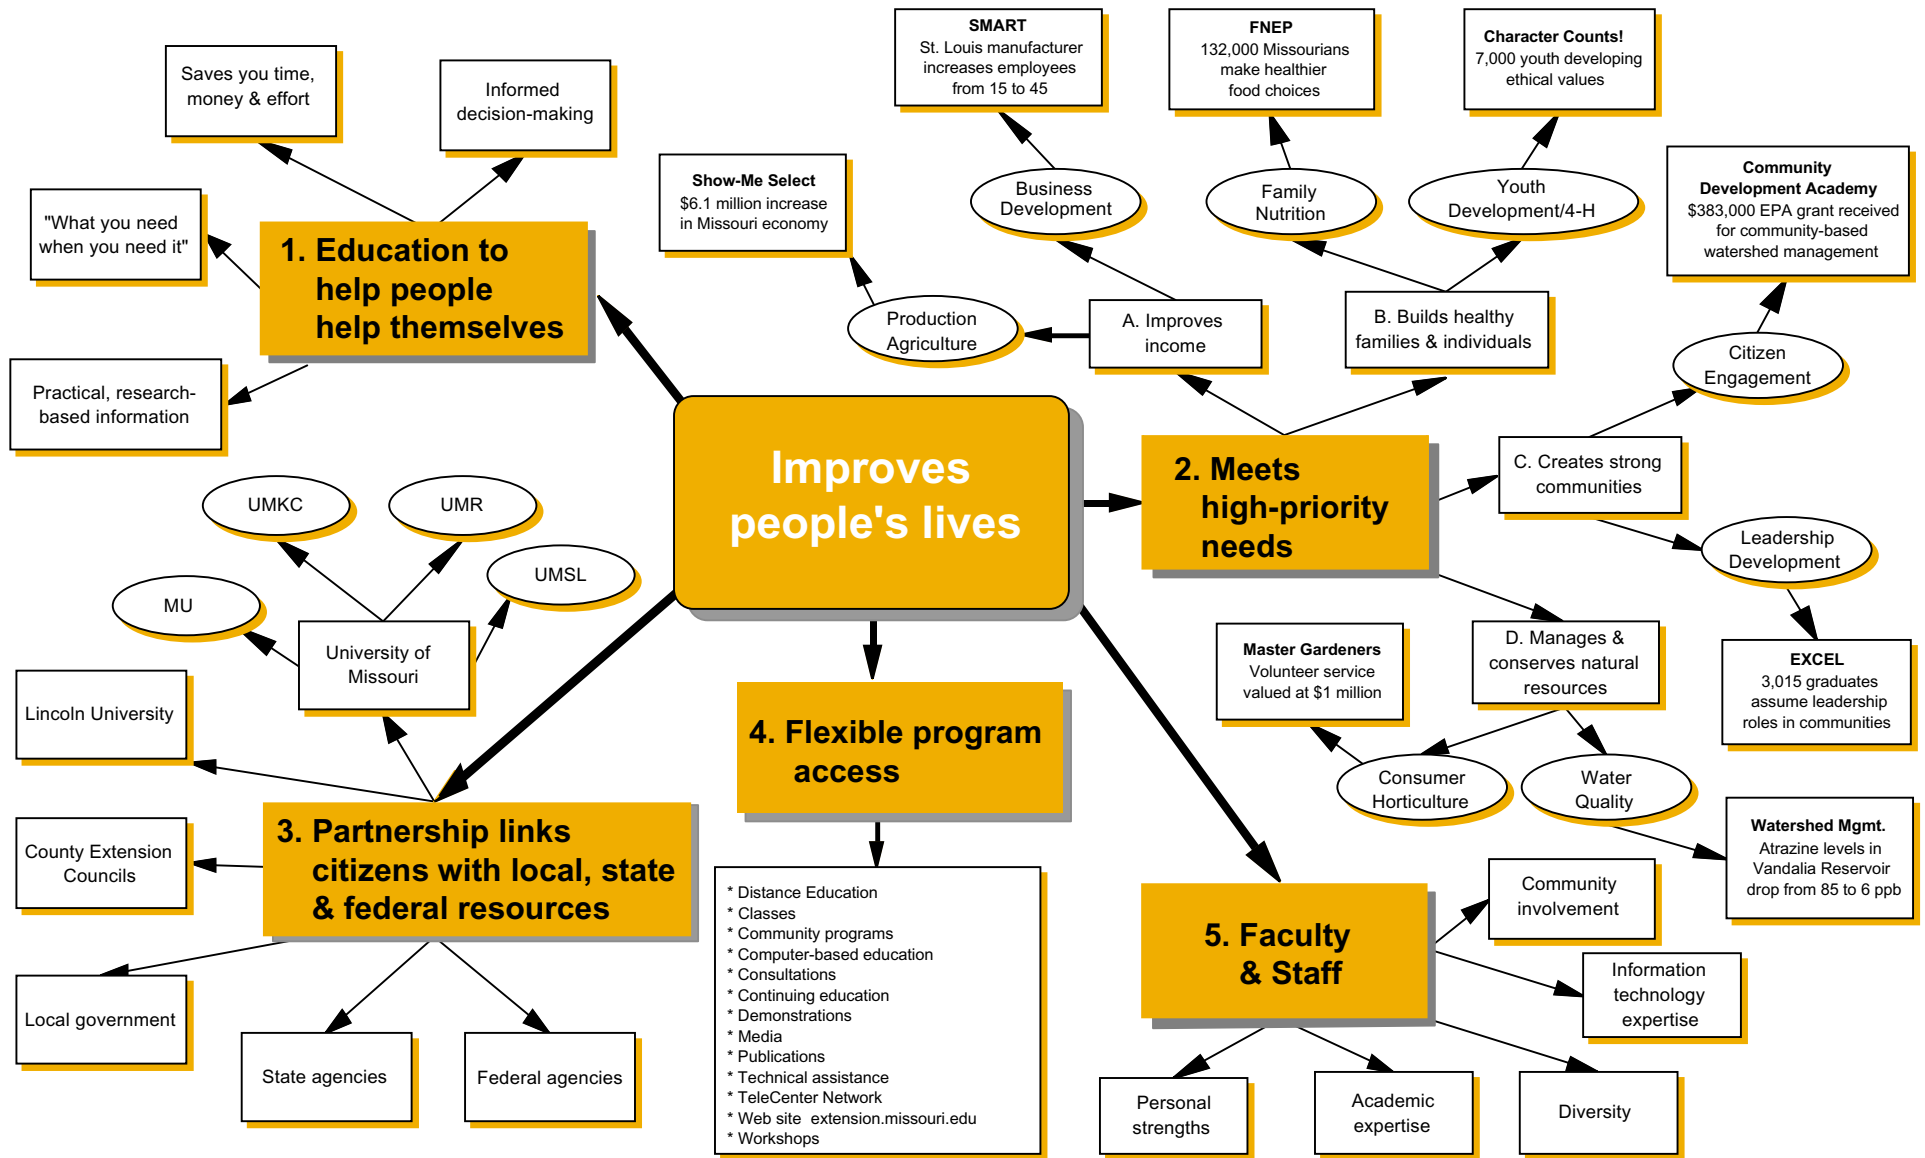 Improves
people's lives
1. Education to
help people
help themselves
Saves you time,
money & effort
Informed
decision-making
"What you need
when you need it"
Practical, research-
based information
2. Meets
high-priority
needs
A. Improves
income
Production
Agriculture
Show-Me Select
$6.1 million increase
in Missouri economy
Business
Development
SMART
St. Louis manufacturer
increases employees
from 15 to 45
B. Builds healthy
families & individuals
Family
Nutrition
FNEP
132,000 Missourians
make healthier
food choices
Youth
Development/4-H
Character Counts!
7,000 youth developing
ethical values
C. Creates strong
communities
Citizen
Engagement
Community
Development Academy
$383,000 EPA grant received
for community-based
watershed management
Leadership
Development
EXCEL
3,015 graduates
assume leadership
roles in communities
D. Manages &
conserves natural
resources
Consumer
Horticulture
Master Gardeners
Volunteer service
valued at $1 million
Water
Quality
Watershed Mgmt.
Atrazine levels in
Vandalia Reservoir
drop from 85 to 6 ppb
3. Partnership links
citizens with local, state
& federal resources
University of
Missouri
MU
UMKC
UMR
UMSL
Lincoln University
County Extension
Councils
Local government
State agencies
Federal agencies
4. Flexible program
access
* Distance Education
* Classes
* Community programs
* Computer-based education
* Consultations
* Continuing education
* Demonstrations
* Media
* Publications
* Technical assistance
* TeleCenter Network
* Web site  extension.missouri.edu
* Workshops
5. Faculty
& Staff
Community
involvement
Information
technology
expertise
Personal
strengths
Academic
expertise
Diversity